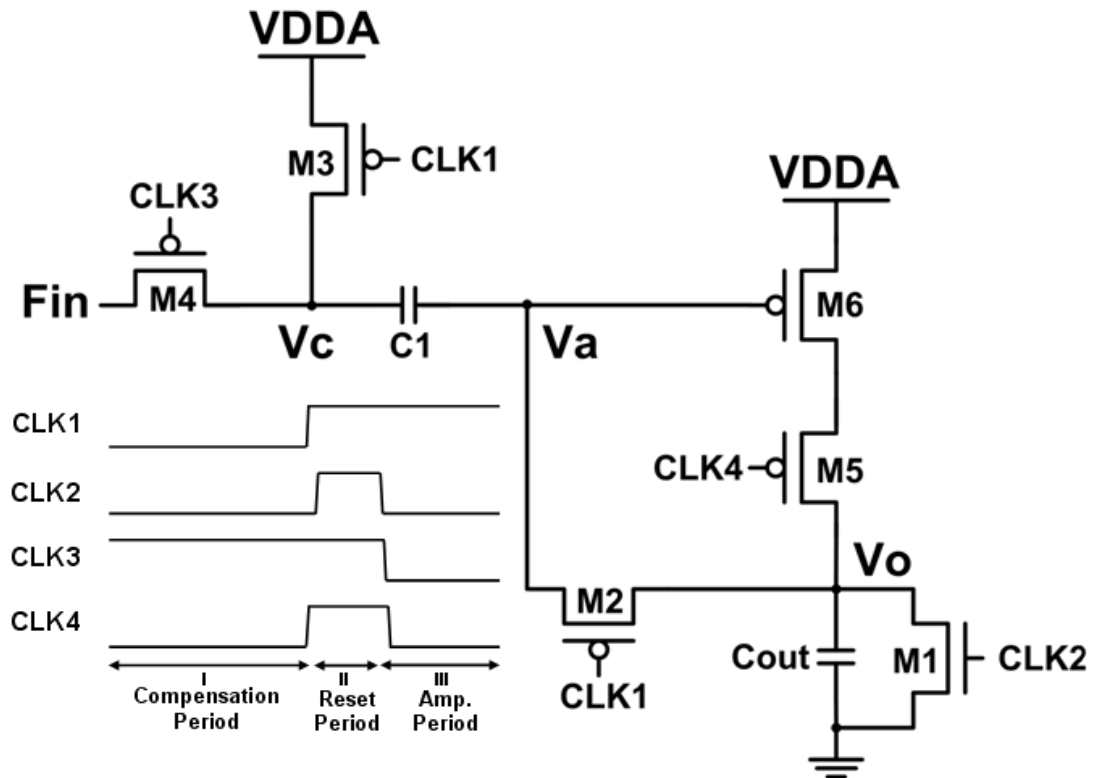 VDDA
M3
CLK1
CLK3
M4
Fin
Vc
C1
Va
VDDA
M6
CLK4
M5
Vo
M2
CLK1
Cout
M1
CLK2
CLK1
CLK2
CLK3
CLK4
I
Compensation
Period
II
Reset
Period
III
Amp.
Period